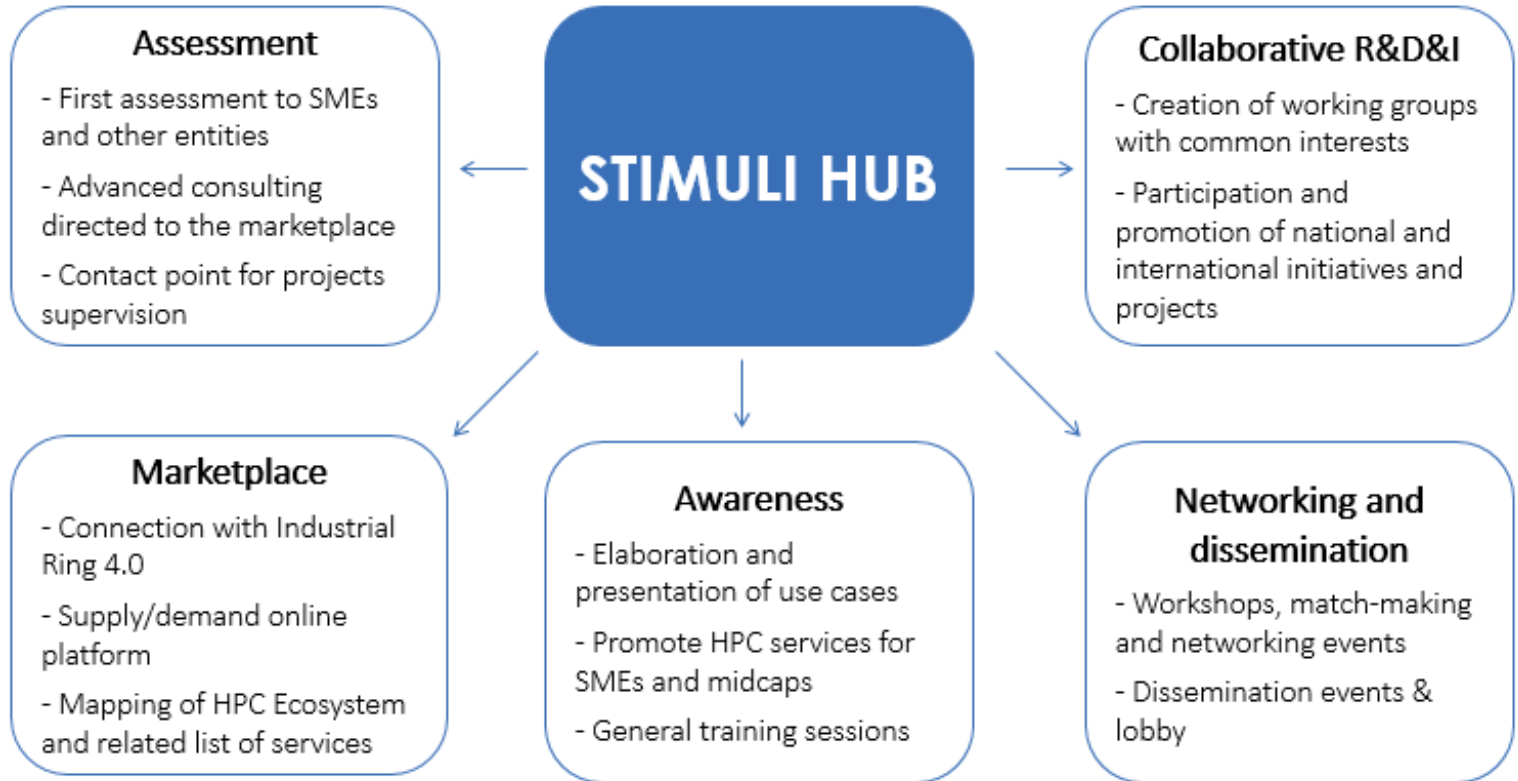 Assessment
- First assessment to SMEs
and other entities
- Advanced consulting
directed to the marketplace
- Contact point for projects
supervision
STIMULI HUB
Collaborative R&D&I
- Creation of working groups
with common interests
- Participation and
promotion of national and
international initiatives and
projects
Marketplace
- Connection with Industrial
Ring 4.0
- Supply/demand online
platform
- Mapping of HPC Ecosystem
and related list of services
Awareness
- Elaboration and
presentation of use cases
- Promote HPC services for
SMEs and midcaps
- General training sessions
Networking and
dissemination
- Workshops, match-making
and networking events
- Dissemination events &
lobby